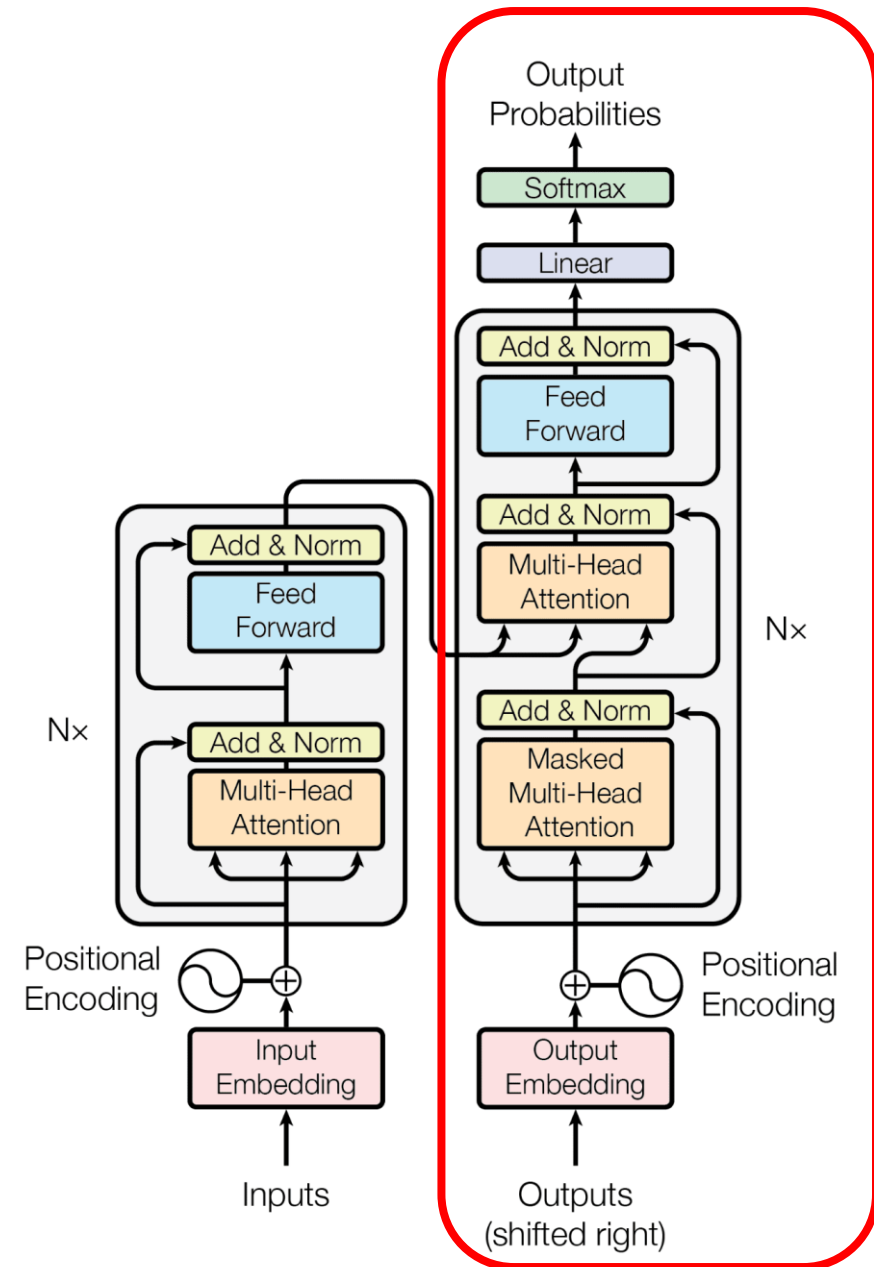 Output
Probabilities
Softmax
Linear
Add & Norm
Feed
Forward
Add & Norm
Multi-Head
Attention
Nx
Add & Norm
Masked
Multi-Head
Attention
Positional
Encoding
Output
Embedding
Outputs
(shifted right)
Add & Norm
Feed
Forward
Nx
Add & Norm
Multi-Head
Attention
Positional
Encoding
Input
Embedding
Inputs